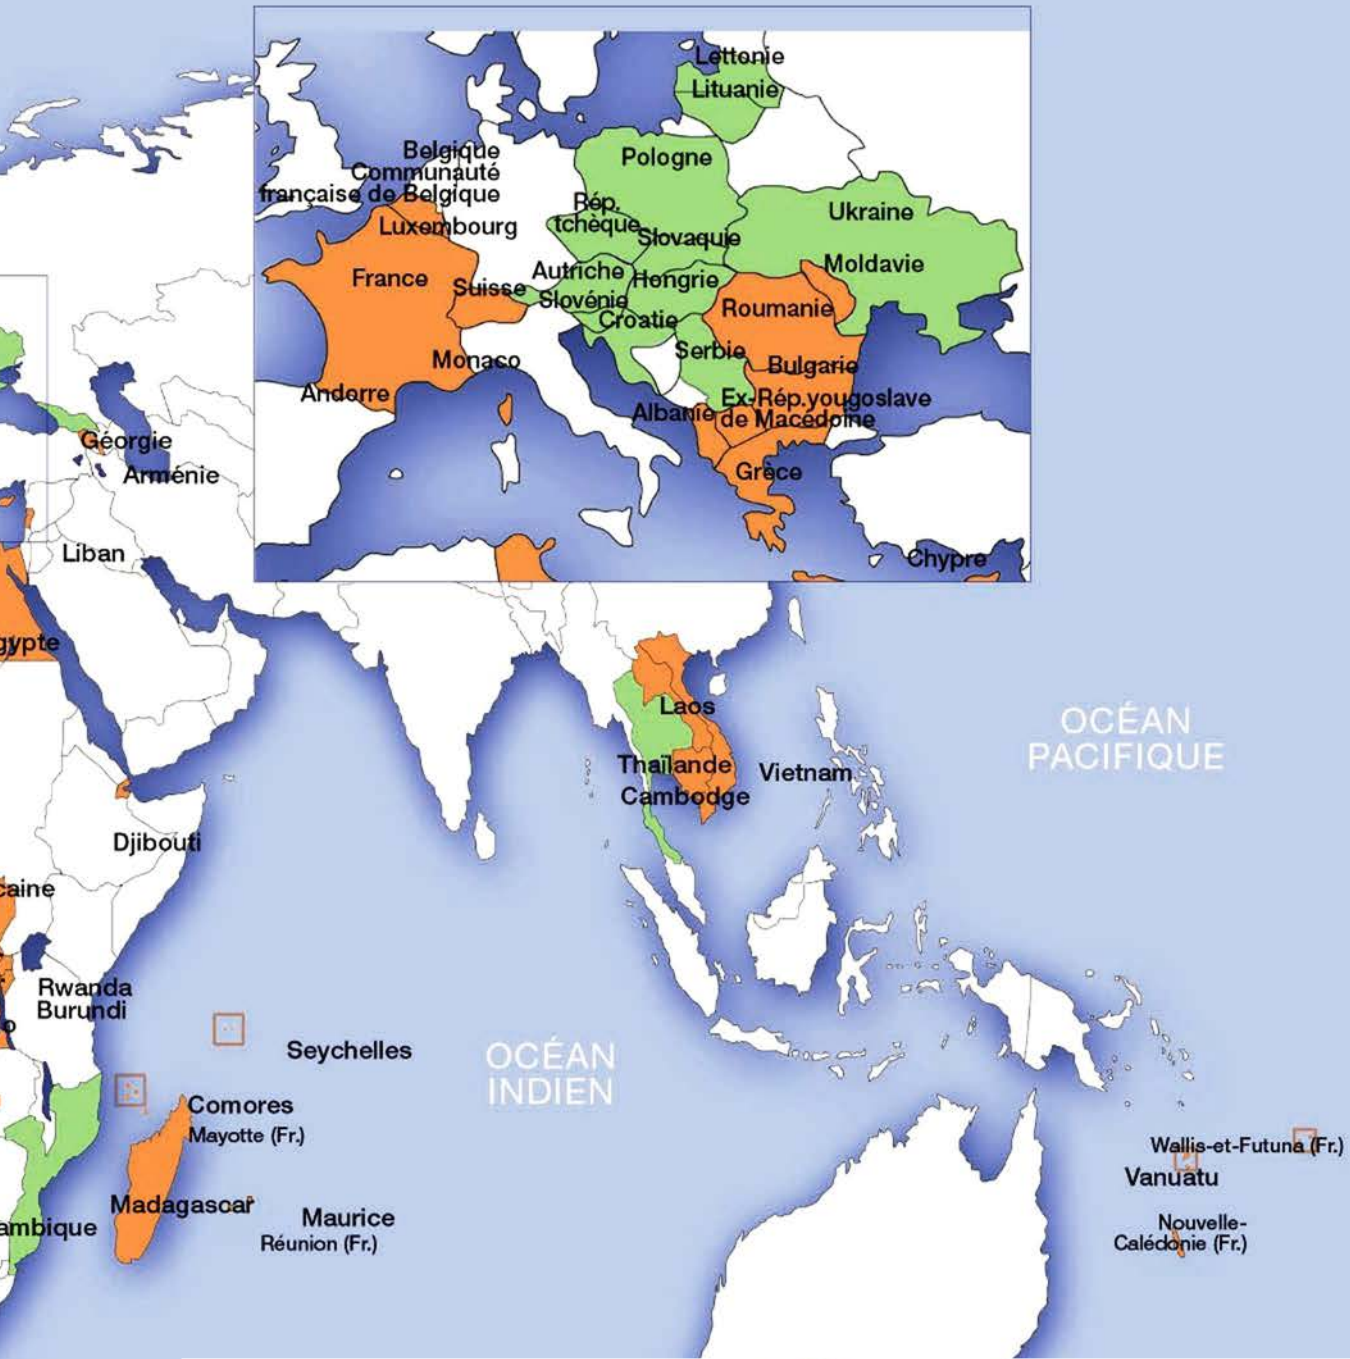 Lettonie
Lituanie
Belgique
Communauté
française de Belgique
Luxembourg
Pologne
Rép.
tchèque
Slovaquie
Ukraine
Moldavie
France
Suisse
Autriche
Hongrie
Slovénie
Croatie
Roumanie
Serbie
Bulgarie
Monaco
Andorre
Albanie
Ex-Rép.yougoslave
de Macédoine
Grèce
Chypre
Géorgie
Arménie
Liban
gypte
Laos
Thaïlande
Cambodge
Vietnam
OCÉAN
PACIFIQUE
Djibouti
caine
Rwanda
Burundi
o
Seychelles
OCÉAN
INDIEN
Comores
Mayotte (Fr.)
Madagascar
Maurice
Réunion (Fr.)
ambique
Wallis-et-Futuna (Fr.)
Vanuatu
Nouvelle-
Calédonie (Fr.)